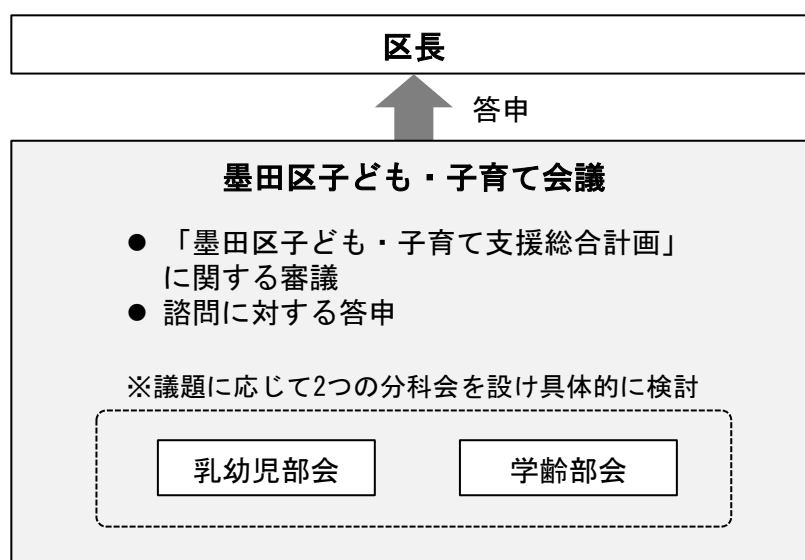 区長
答申
墨田区子ども・子育て会議
● 「墨田区子ども・子育て支援総合計画」
に関する審議
● 諮問に対する答申
※議題に応じて2つの分科会を設け具体的に検討
乳幼児部会
学齢部会